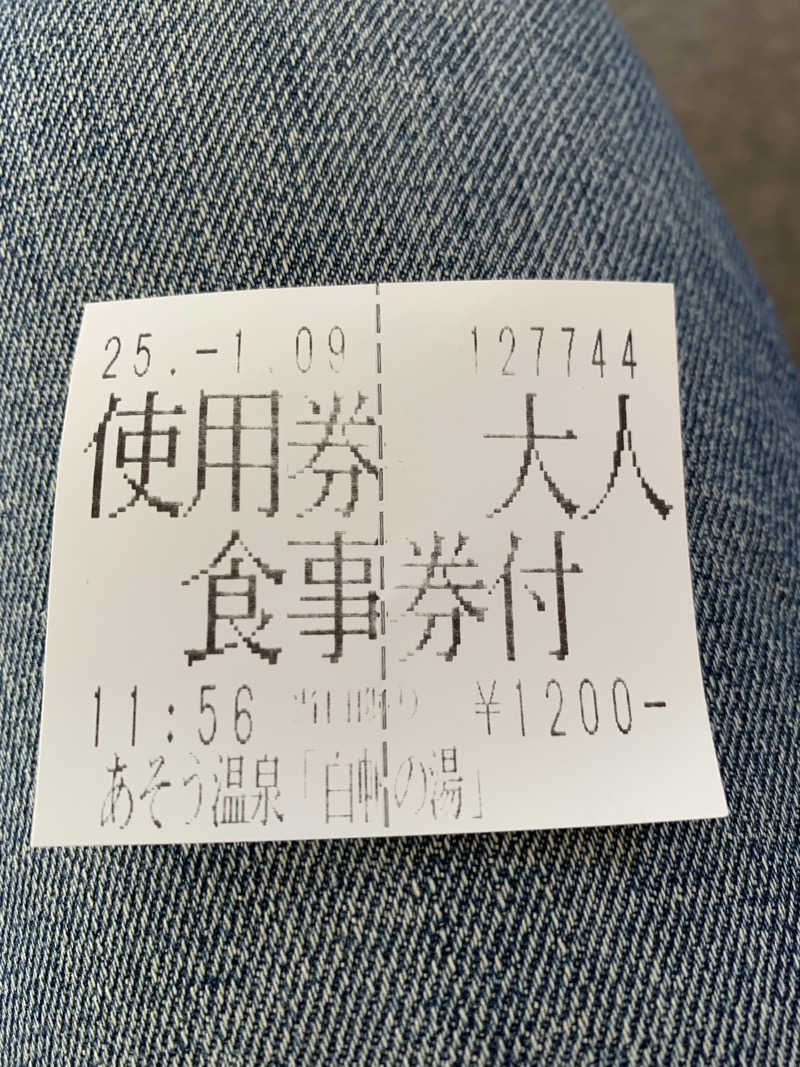 25.-1.09 127744
使用券 大人
食事券付
11:56 当日限り ¥1200-
あそう温泉「白帆の湯」